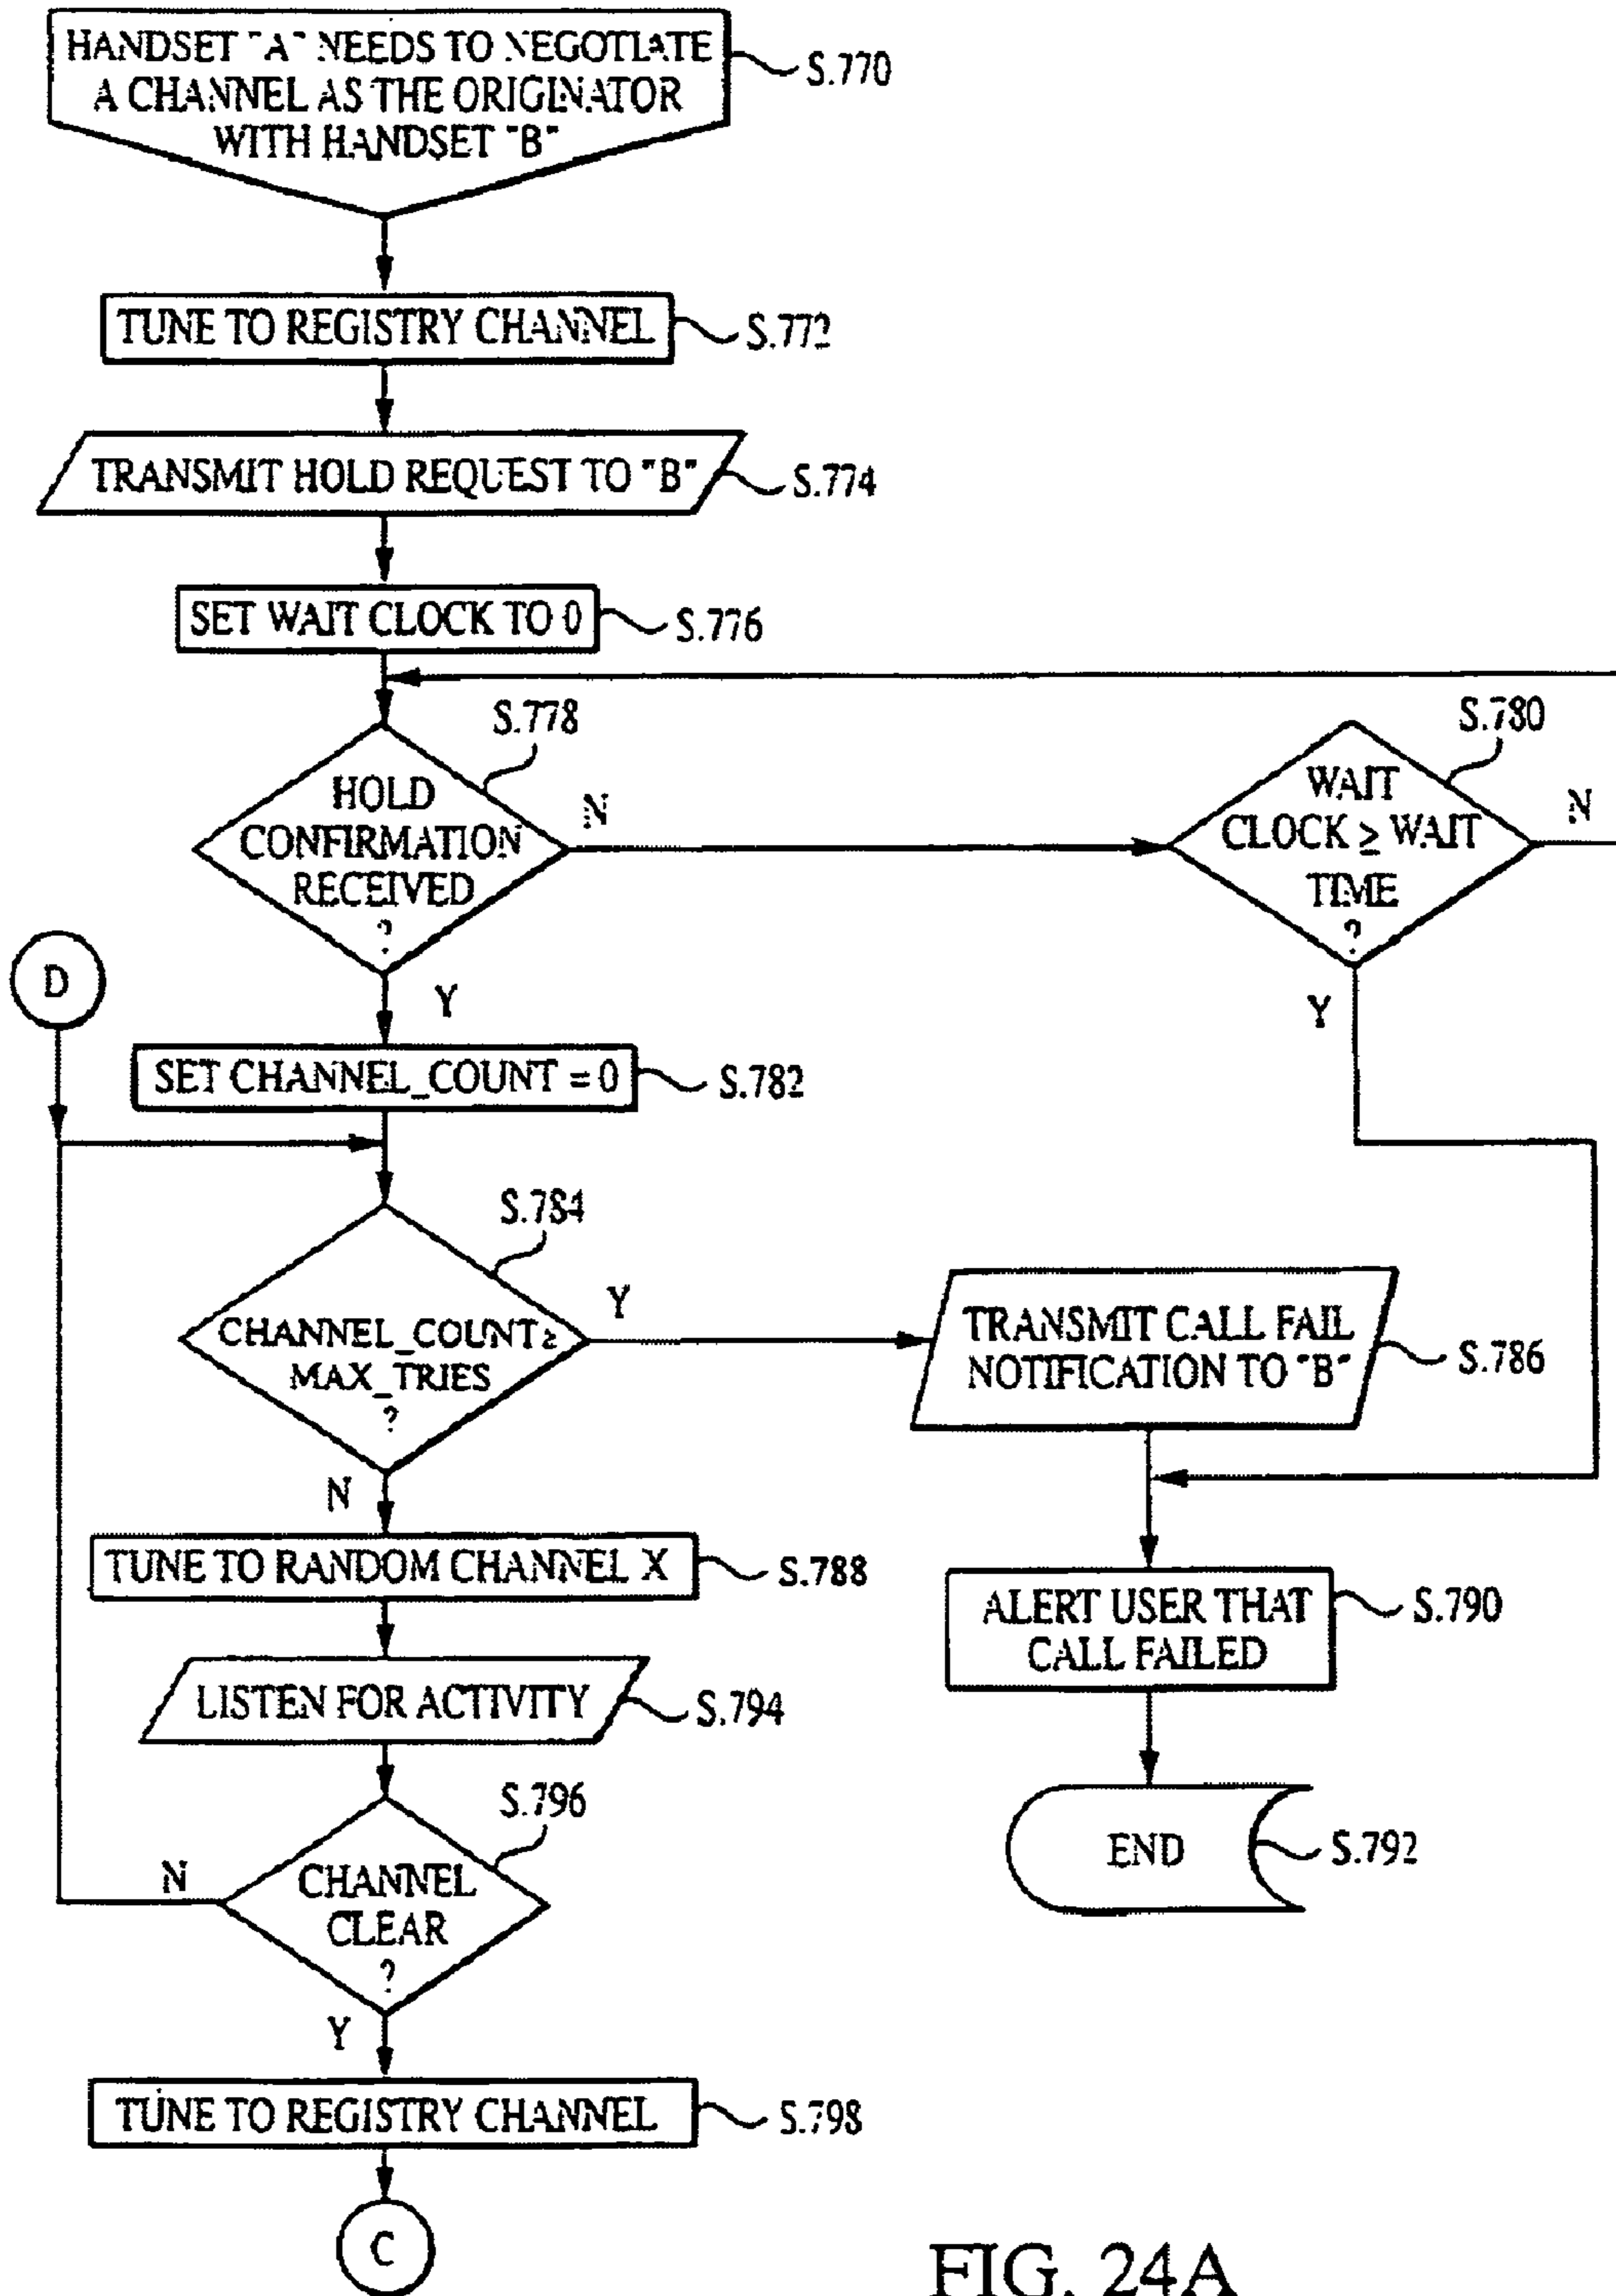 HANDSET "A" NEEDS TO NEGOTIATE
A CHANNEL AS THE ORIGINATOR
WITH HANDSET "B"
S.770
TUNE TO REGISTRY CHANNEL
S.772
TRANSMIT HOLD REQUEST TO "B"
S.774
SET WAIT CLOCK TO 0
S.776
S.778
HOLD
CONFIRMATION
RECEIVED
?
N
Y
S.780
WAIT
CLOCK ≥ WAIT
TIME
?
N
Y
D
SET CHANNEL_COUNT = 0
S.782
S.784
CHANNEL_COUNT ≥
MAX_TRIES
?
Y
N
TRANSMIT CALL FAIL
NOTIFICATION TO "B"
S.786
TUNE TO RANDOM CHANNEL X
S.788
ALERT USER THAT
CALL FAILED
S.790
LISTEN FOR ACTIVITY
S.794
S.796
CHANNEL
CLEAR
?
N
Y
END
S.792
TUNE TO REGISTRY CHANNEL
S.798
C
FIG. 24A